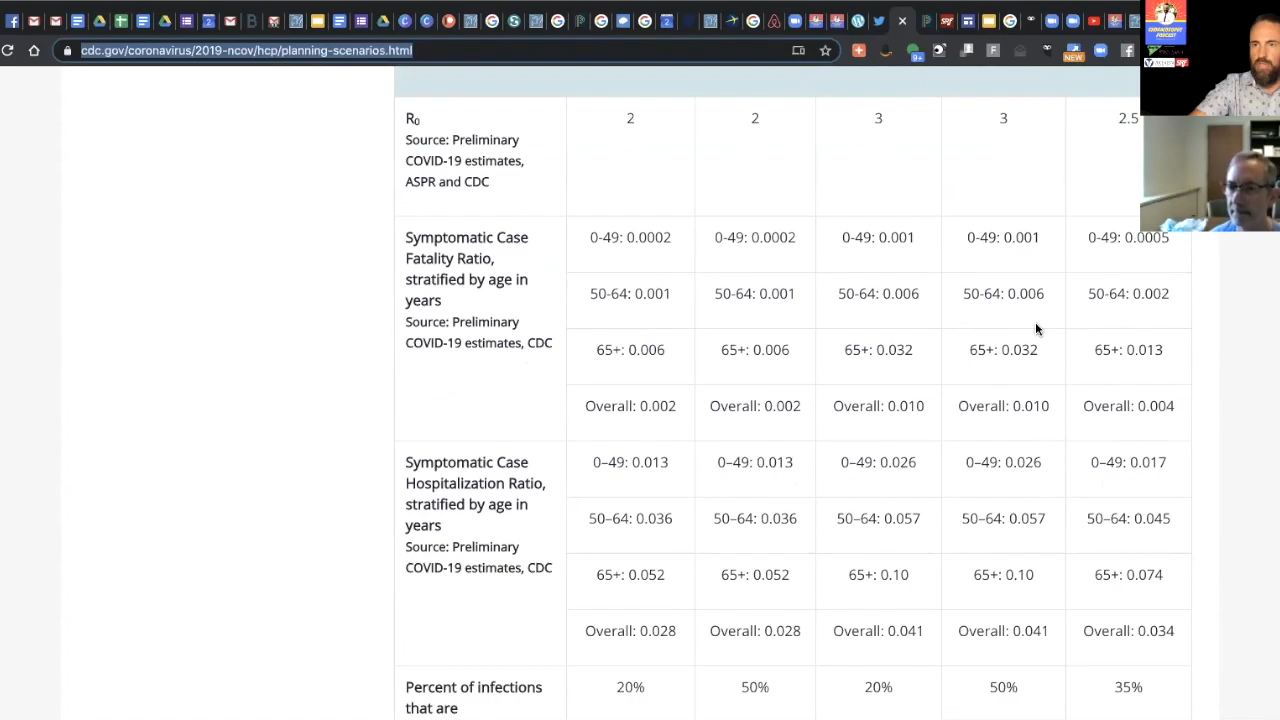 cdc.gov/coronavirus/2019-ncov/hcp/planning-scenarios.html
9+
NEW
R₀ 2 2 3 3 2.5
Source: Preliminary
COVID-19 estimates,
ASPR and CDC
Symptomatic Case 0-49: 0.0002 0-49: 0.0002 0-49: 0.001 0-49: 0.001 0-49: 0.0005
Fatality Ratio,
stratified by age in 50-64: 0.001 50-64: 0.001 50-64: 0.006 50-64: 0.006 50-64: 0.002
years
Source: Preliminary
COVID-19 estimates, CDC 65+: 0.006 65+: 0.006 65+: 0.032 65+: 0.032 65+: 0.013
Overall: 0.002 Overall: 0.002 Overall: 0.010 Overall: 0.010 Overall: 0.004
Symptomatic Case 0–49: 0.013 0–49: 0.013 0–49: 0.026 0–49: 0.026 0–49: 0.017
Hospitalization Ratio,
stratified by age in 50–64: 0.036 50–64: 0.036 50–64: 0.057 50–64: 0.057 50–64: 0.045
years
Source: Preliminary
COVID-19 estimates, CDC 65+: 0.052 65+: 0.052 65+: 0.10 65+: 0.10 65+: 0.074
Overall: 0.028 Overall: 0.028 Overall: 0.041 Overall: 0.041 Overall: 0.034
Percent of infections 20% 50% 20% 50% 35%
that are